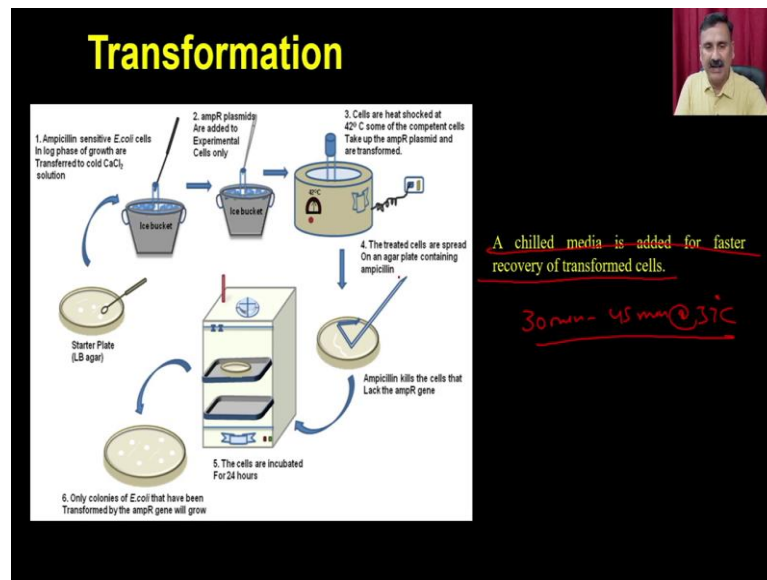 Transformation
1. Ampicillin sensitive E.coli cells
In log phase of growth are
Transferred to cold CaCl₂
solution
2. ampR plasmids
Are added to
Experimental
Cells only
3. Cells are heat shocked at
42⁰ C some of the competent cells
Take up the ampR plasmid and
are transformed.
Ice bucket
Ice bucket
42°C
4. The treated cells are spread
On an agar plate containing
ampicillin
Starter Plate
(LB agar)
Ampicillin kills the cells that
Lack the ampR gene
5. The cells are incubated
For 24 hours
6. Only colonies of E.coli that have been
Transformed by the ampR gene will grow
A chilled media is added for faster
recovery of transformed cells.
30min - 45min @ 37°C